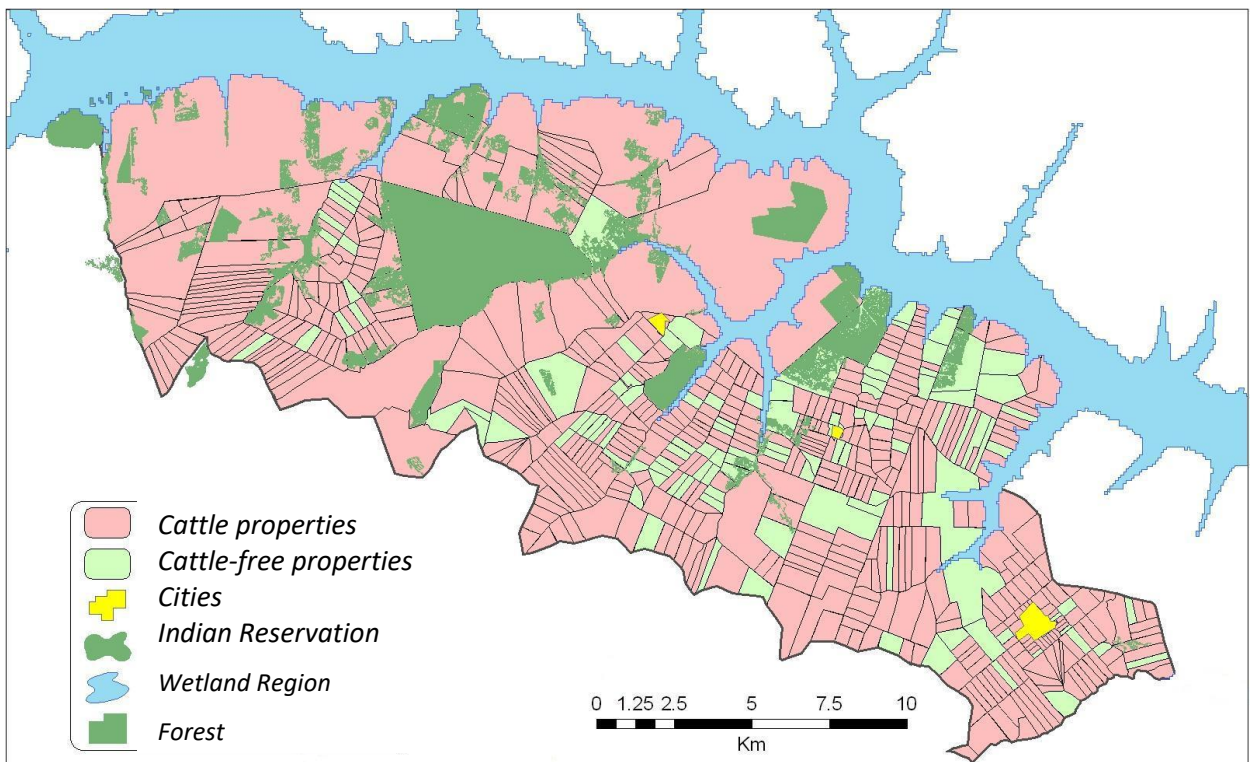 Cattle properties
Cattle-free properties
Cities
Indian Reservation
Wetland Region
Forest
0 1.25 2.5 5 7.5 10
Km